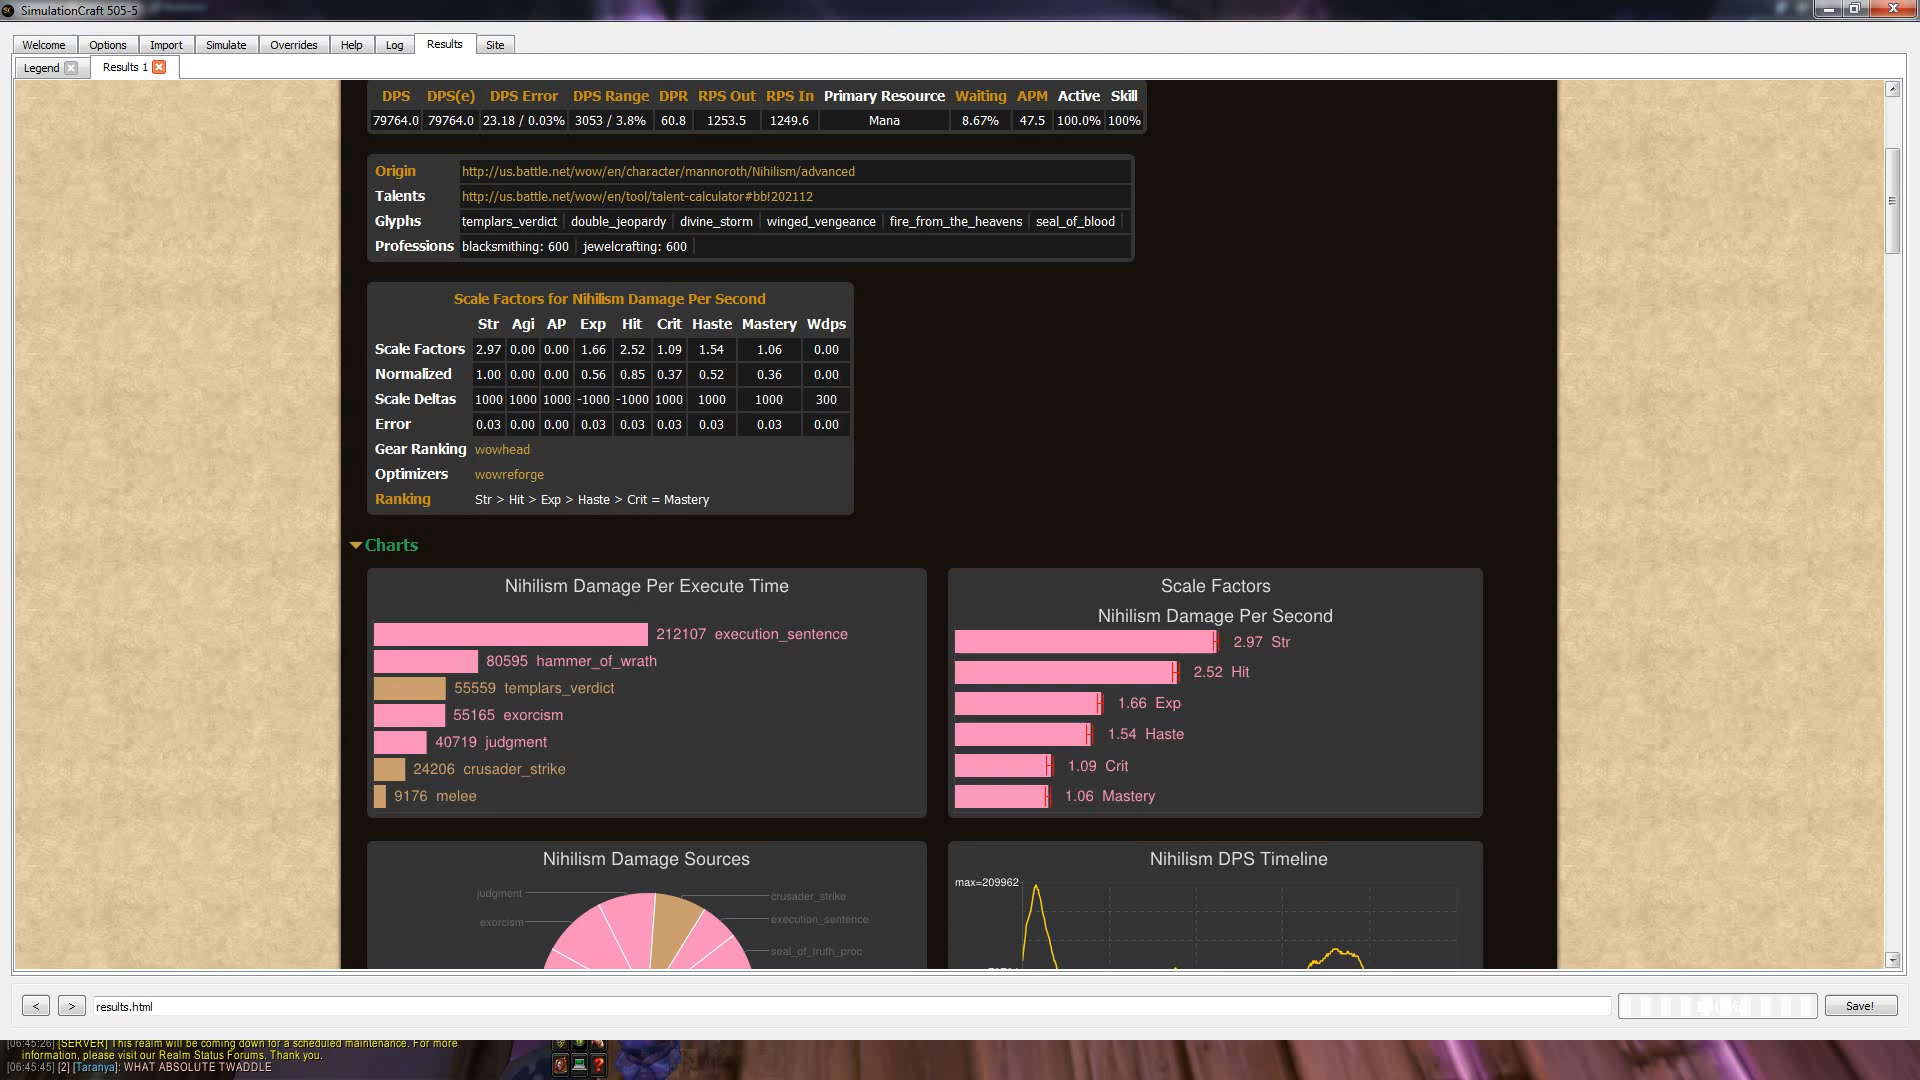 SimulationCraft 505-5
Welcome Options Import Simulate Overrides Help Log Results Site
Legend Results 1
DPS DPS(e) DPS Error DPS Range DPR RPS Out RPS In Primary Resource Waiting APM Active Skill
79764.0 79764.0 23.18 / 0.03% 3053 / 3.8% 60.8 1253.5 1249.6 Mana 8.67% 47.5 100.0% 100%
Origin http://us.battle.net/wow/en/character/mannoroth/Nihilism/advanced
Talents http://us.battle.net/wow/en/tool/talent-calculator#bb!202112
Glyphs templars_verdict double_jeopardy divine_storm winged_vengeance fire_from_the_heavens seal_of_blood
Professions blacksmithing: 600 jewelcrafting: 600
Scale Factors for Nihilism Damage Per Second
Str Agi AP Exp Hit Crit Haste Mastery Wdps
Scale Factors 2.97 0.00 0.00 1.66 2.52 1.09 1.54 1.06 0.00
Normalized 1.00 0.00 0.00 0.56 0.85 0.37 0.52 0.36 0.00
Scale Deltas 1000 1000 1000 -1000 -1000 1000 1000 1000 300
Error 0.03 0.00 0.00 0.03 0.03 0.03 0.03 0.03 0.00
Gear Ranking wowhead
Optimizers wowreforge
Ranking Str > Hit > Exp > Haste > Crit = Mastery
Charts
Nihilism Damage Per Execute Time
212107 execution_sentence
80595 hammer_of_wrath
55559 templars_verdict
55165 exorcism
40719 judgment
24206 crusader_strike
9176 melee
Scale Factors
Nihilism Damage Per Second
2.97 Str
2.52 Hit
1.66 Exp
1.54 Haste
1.09 Crit
1.06 Mastery
Nihilism Damage Sources
judgment
crusader_strike
exorcism
execution_sentence
seal_of_truth_proc
Nihilism DPS Timeline
max=209962
< > results.html
Save!
[06:45:26] [SERVER] This realm will be coming down for a scheduled maintenance. For more
information, please visit our Realm Status Forums. Thank you.
[06:45:45] [2] [Taranya]: WHAT ABSOLUTE TWADDLE